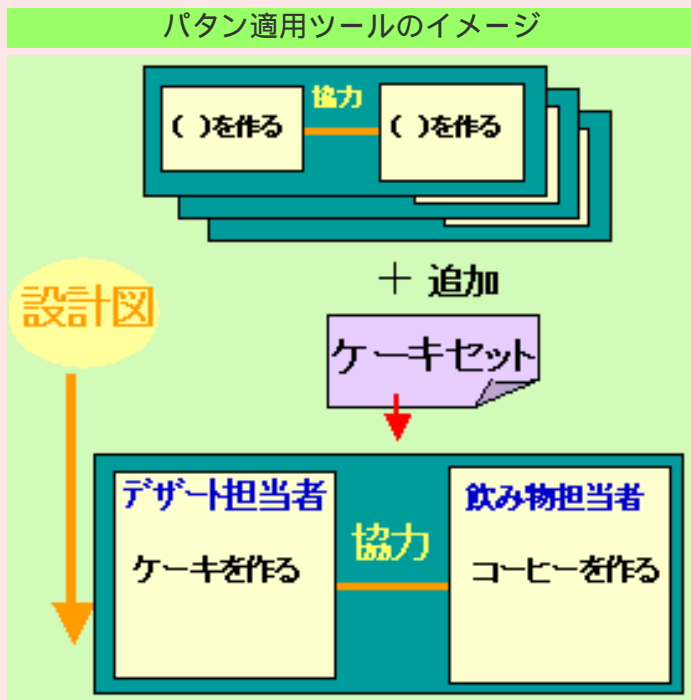 パタン適用ツールのイメージ
協力
( )を作る
( )を作る
＋ 追加
設計図
ケーキセット
デザート担当者
飲み物担当者
協力
ケーキを作る
コーヒーを作る